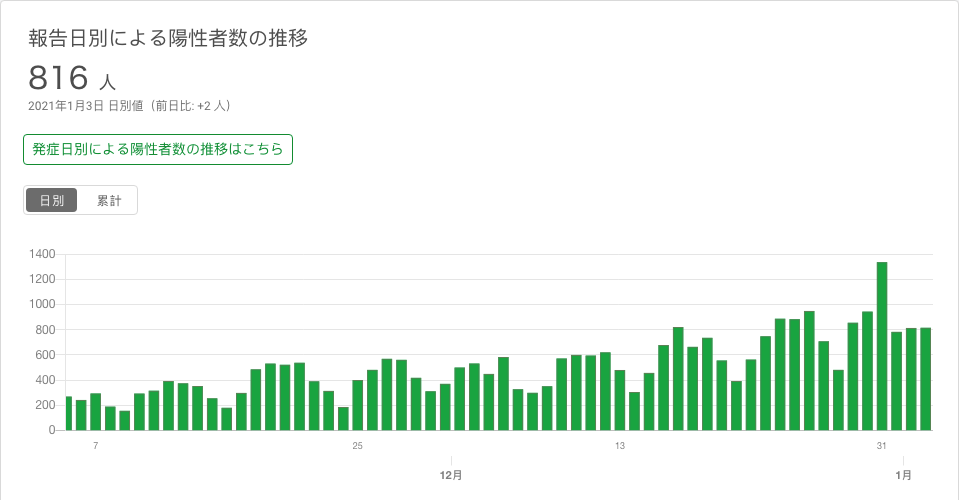 報告日別による陽性者数の推移
816 人
2021年1月3日 日別値（前日比: +2 人）
発症日別による陽性者数の推移はこちら
日別 累計
1400
1200
1000
800
600
400
200
0
7 25 13 31
12月 1月